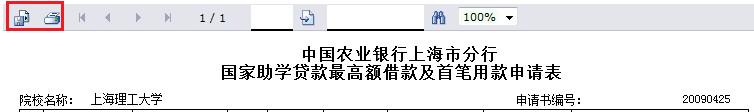 1 / 1 100%
中国农业银行上海市分行
国家助学贷款最高额借款及首笔用款申请表
院校名称： 上海理工大学 申请书编号： 20090425